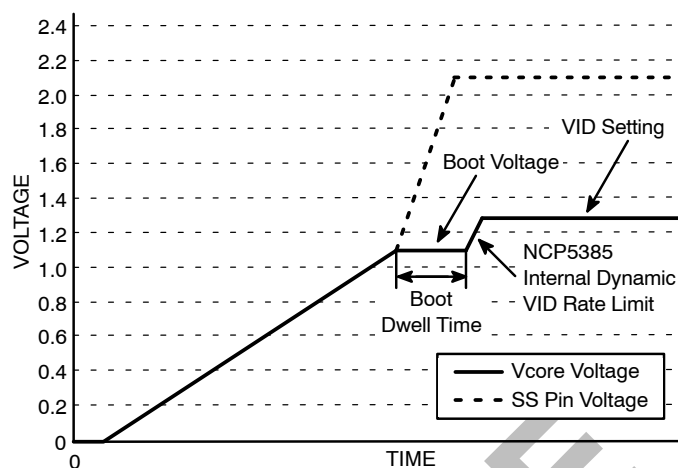 2.4
2.2
2.0
1.8
1.6
1.4
1.2
1.0
0.8
0.6
0.4
0.2
0
0
VOLTAGE
TIME
VID Setting
Boot Voltage
NCP5385
Internal Dynamic
VID Rate Limit
Boot
Dwell Time
Vcore Voltage
SS Pin Voltage